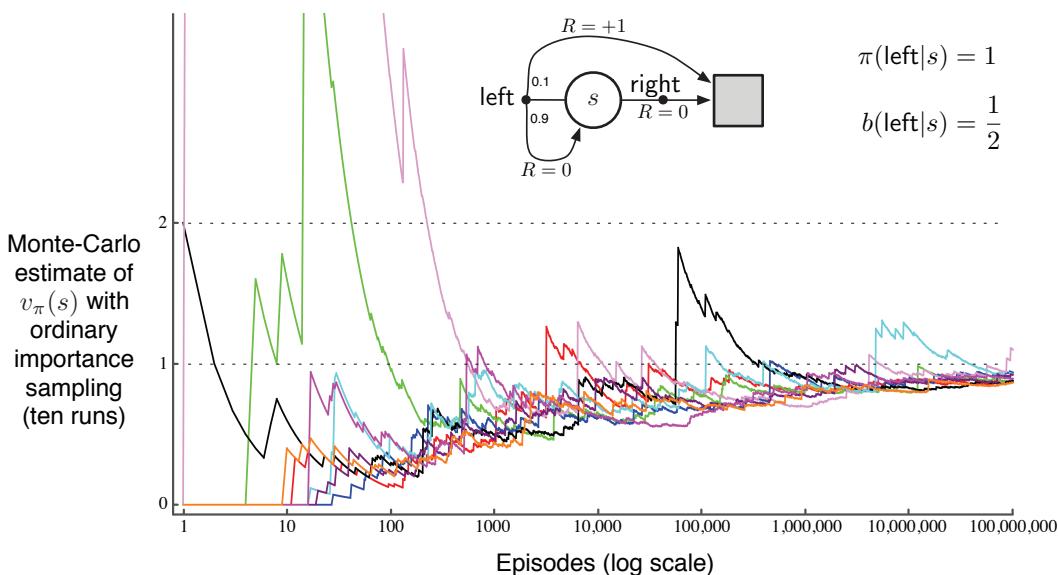 R = +1
π(left|s) = 1
0.1
left
s
right
R = 0
0.9
b(left|s) = 1/2
R = 0
2
Monte-Carlo
estimate of
vπ(s) with
ordinary
importance
sampling
(ten runs)
1
0
1
10
100
1000
10,000
100,000
1,000,000
10,000,000
100,000,000
Episodes (log scale)